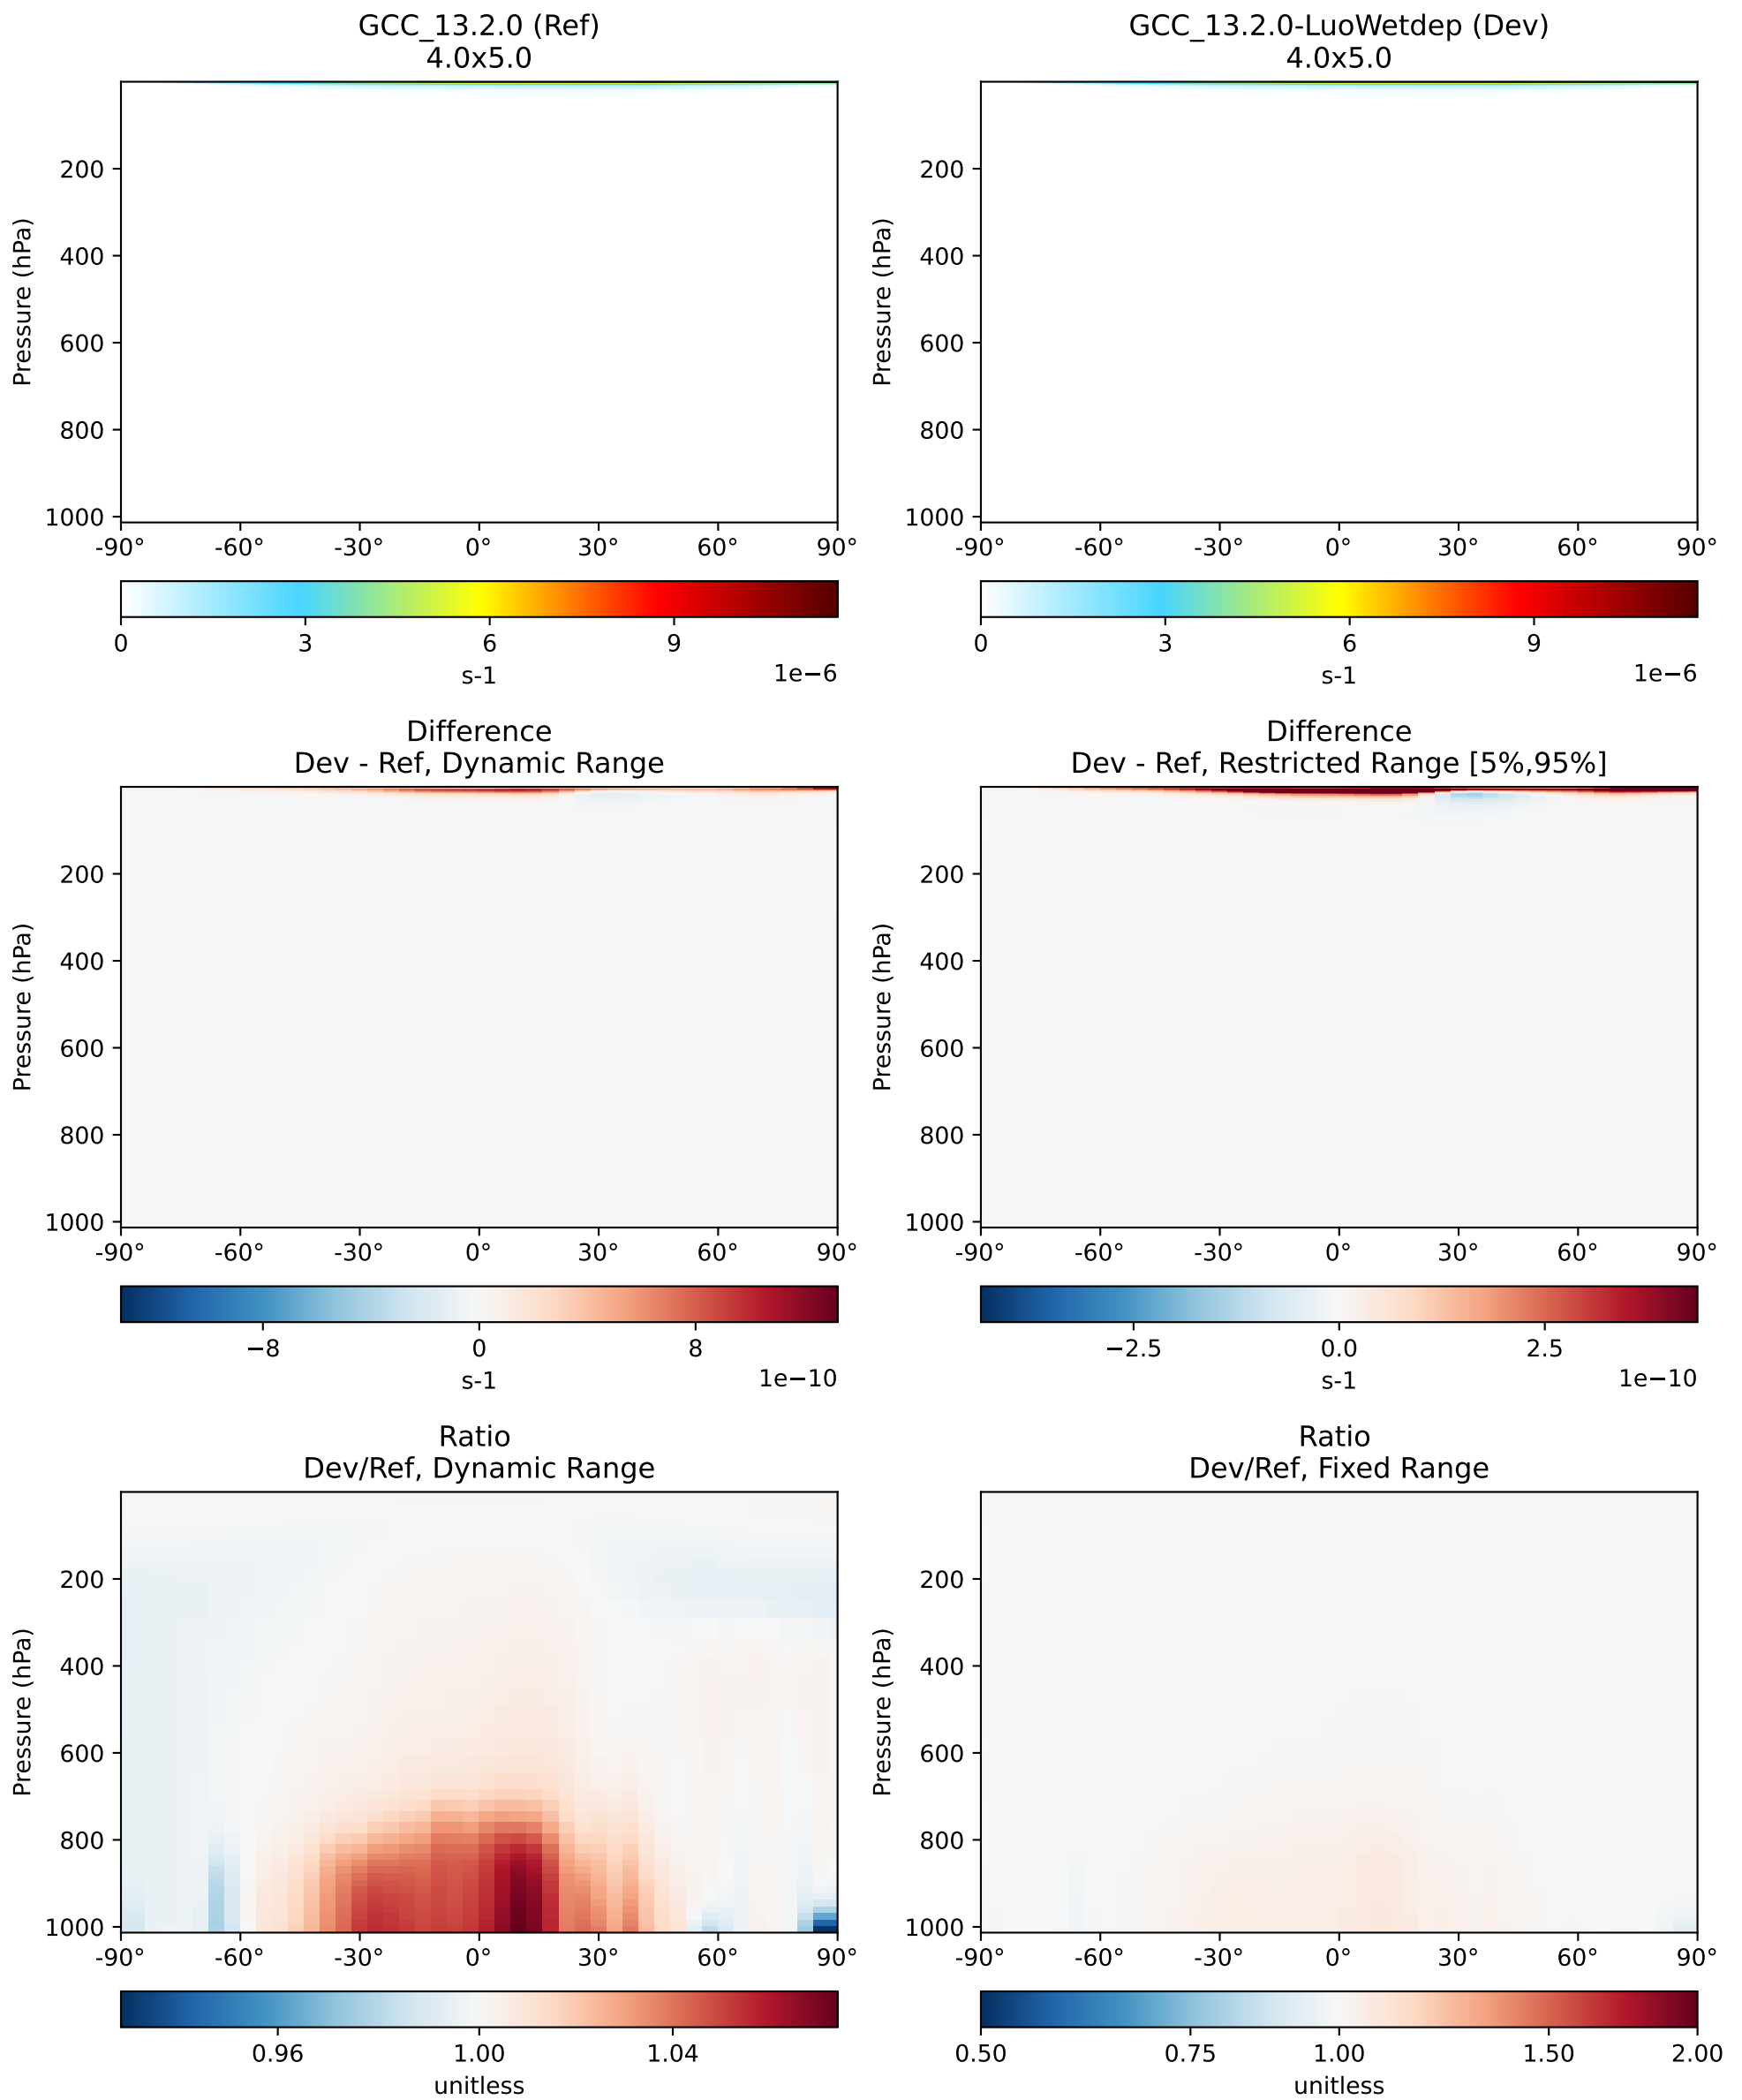 GCC_13.2.0 (Ref)
4.0x5.0
Pressure (hPa)
200
400
600
800
1000
-90° -60° -30° 0° 30° 60° 90°
0 3 6 9
s-1 1e−6
GCC_13.2.0-LuoWetdep (Dev)
4.0x5.0
Pressure (hPa)
200
400
600
800
1000
-90° -60° -30° 0° 30° 60° 90°
0 3 6 9
s-1 1e−6
Difference
Dev - Ref, Dynamic Range
Pressure (hPa)
200
400
600
800
1000
-90° -60° -30° 0° 30° 60° 90°
−8 0 8
s-1 1e−10
Difference
Dev - Ref, Restricted Range [5%,95%]
Pressure (hPa)
200
400
600
800
1000
-90° -60° -30° 0° 30° 60° 90°
−2.5 0.0 2.5
s-1 1e−10
Ratio
Dev/Ref, Dynamic Range
Pressure (hPa)
200
400
600
800
1000
-90° -60° -30° 0° 30° 60° 90°
0.96 1.00 1.04
unitless
Ratio
Dev/Ref, Fixed Range
Pressure (hPa)
200
400
600
800
1000
-90° -60° -30° 0° 30° 60° 90°
0.50 0.75 1.00 1.50 2.00
unitless